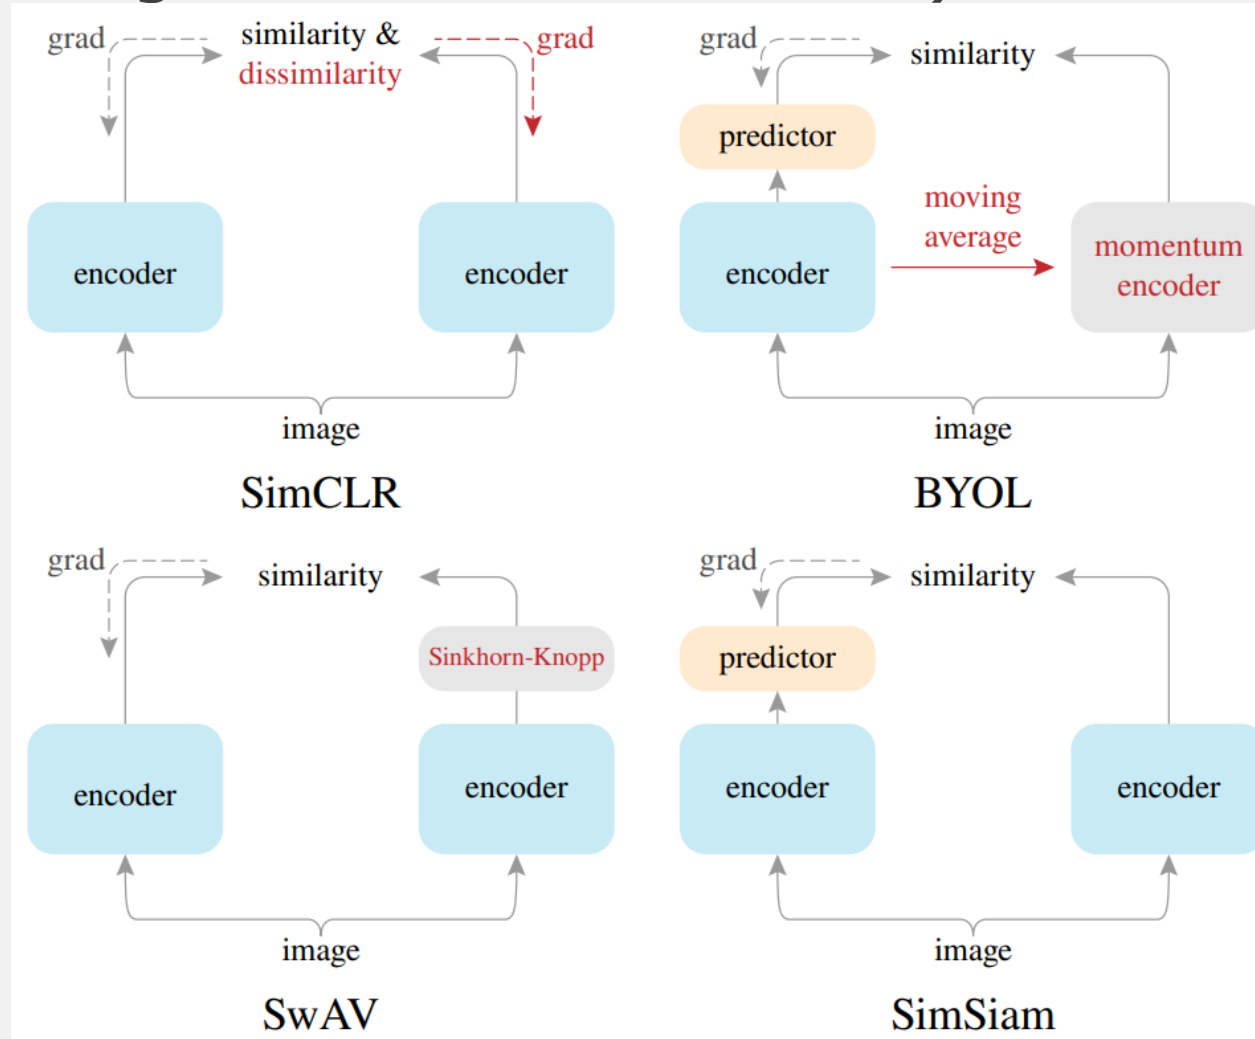 grad
similarity &
dissimilarity
grad
encoder
encoder
image
SimCLR
grad
similarity
predictor
moving
average
encoder
momentum
encoder
image
BYOL
grad
similarity
Sinkhorn-Knopp
encoder
encoder
image
SwAV
grad
similarity
predictor
encoder
encoder
image
SimSiam